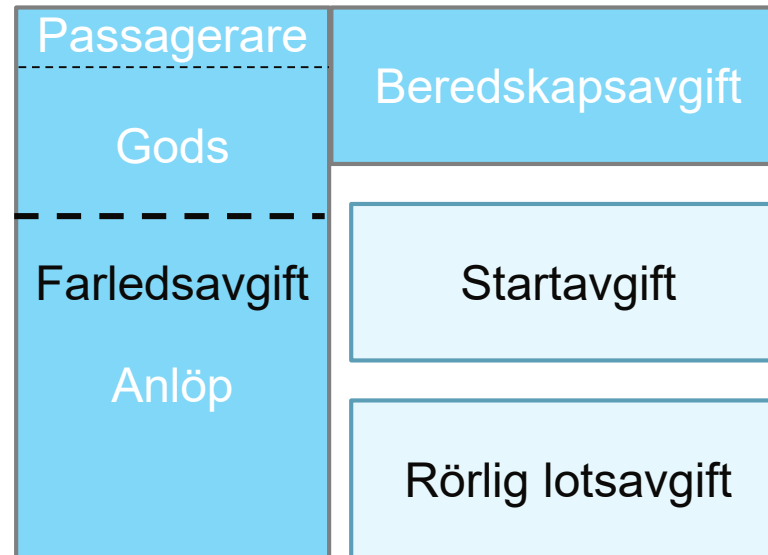 Passagerare
Gods
Farledsavgift
Anlöp
Beredskapsavgift
Startavgift
Rörlig lotsavgift